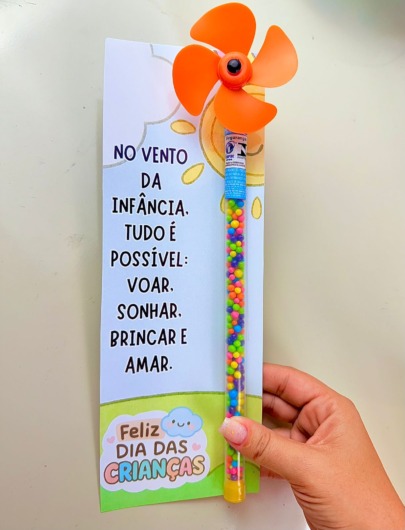 NO VENTO
DA
INFÂNCIA,
TUDO É
POSSÍVEL:
VOAR,
SONHAR,
BRINCAR E
AMAR.
Feliz
DIA DAS
CRIANÇAS